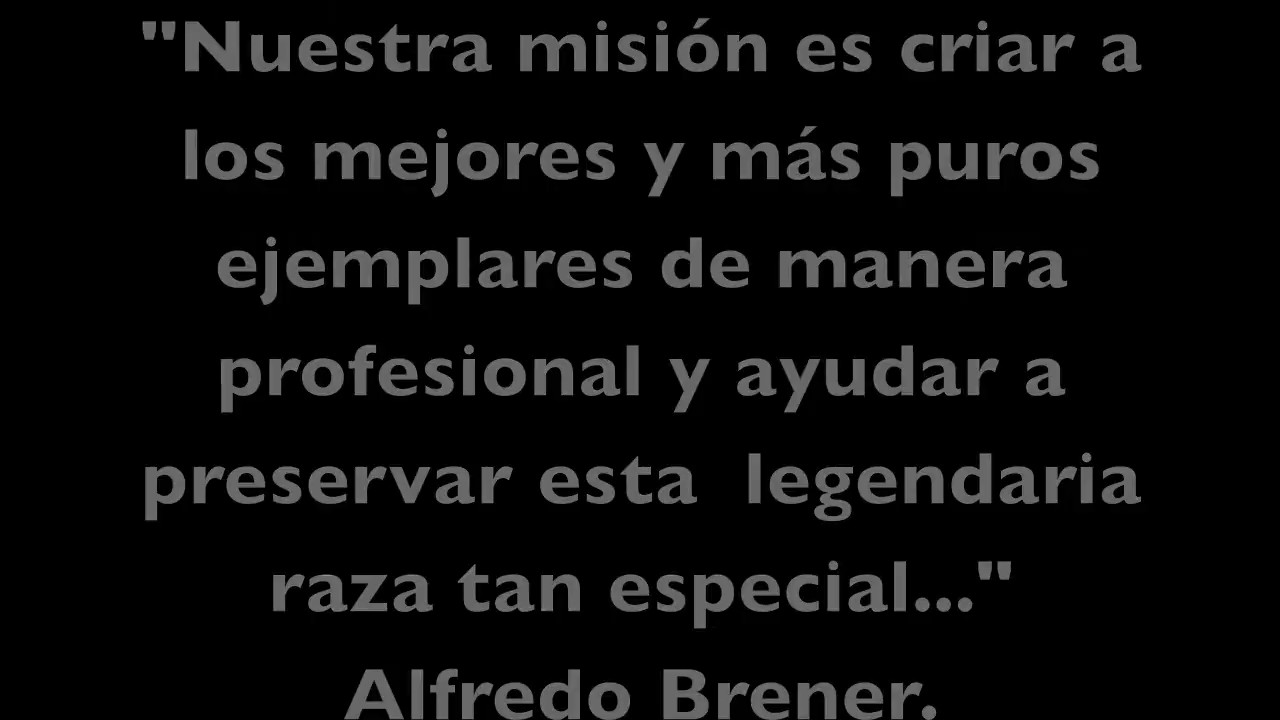 "Nuestra misión es criar a
los mejores y más puros
ejemplares de manera
profesional y ayudar a
preservar esta  legendaria
raza tan especial..."
Alfredo Brener.